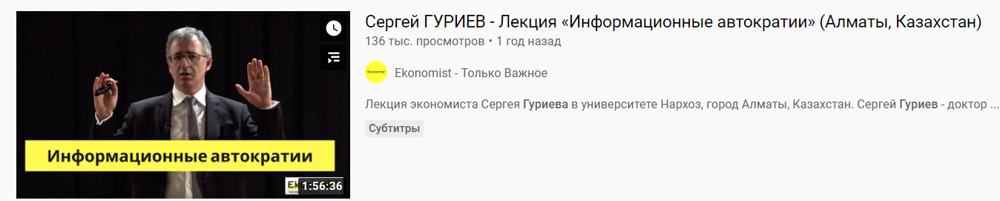 Сергей ГУРИЕВ - Лекция «Информационные автократии» (Алматы, Казахстан)
136 тыс. просмотров • 1 год назад
Ekonomist
Ekonomist - Только Важное
Лекция экономиста Сергея Гуриева в университете Нархоз, город Алматы, Казахстан. Сергей Гуриев - доктор ...
Субтитры
Информационные автократии
Ek
1:56:36